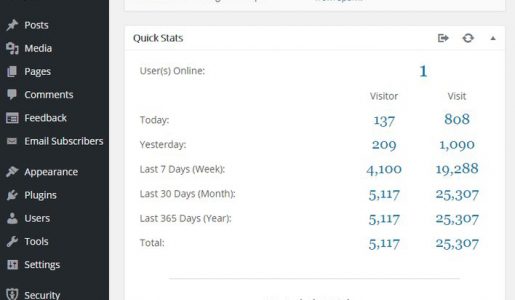 Posts
Media
Pages
Comments
Feedback
Email Subscribers
Appearance
Plugins
Users
Tools
Settings
Security
Quick Stats
User(s) Online: 1
Visitor Visit
Today: 137 808
Yesterday: 209 1,090
Last 7 Days (Week): 4,100 19,288
Last 30 Days (Month): 5,117 25,307
Last 365 Days (Year): 5,117 25,307
Total: 5,117 25,307